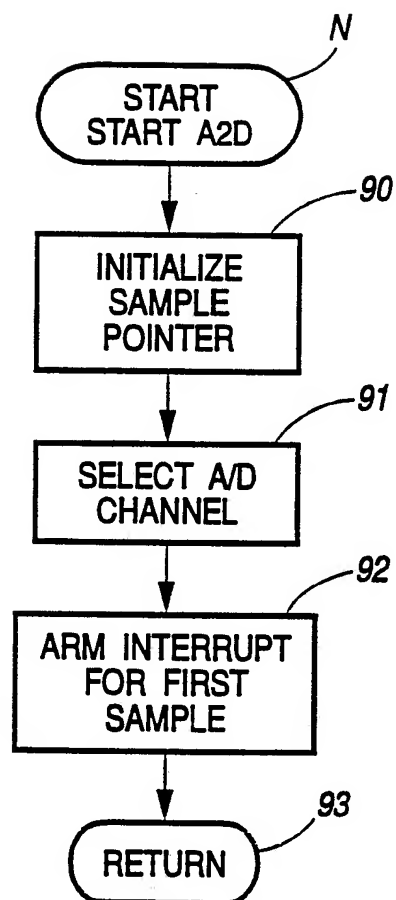 N
START
START A2D
90
INITIALIZE
SAMPLE
POINTER
91
SELECT A/D
CHANNEL
92
ARM INTERRUPT
FOR FIRST
SAMPLE
93
RETURN